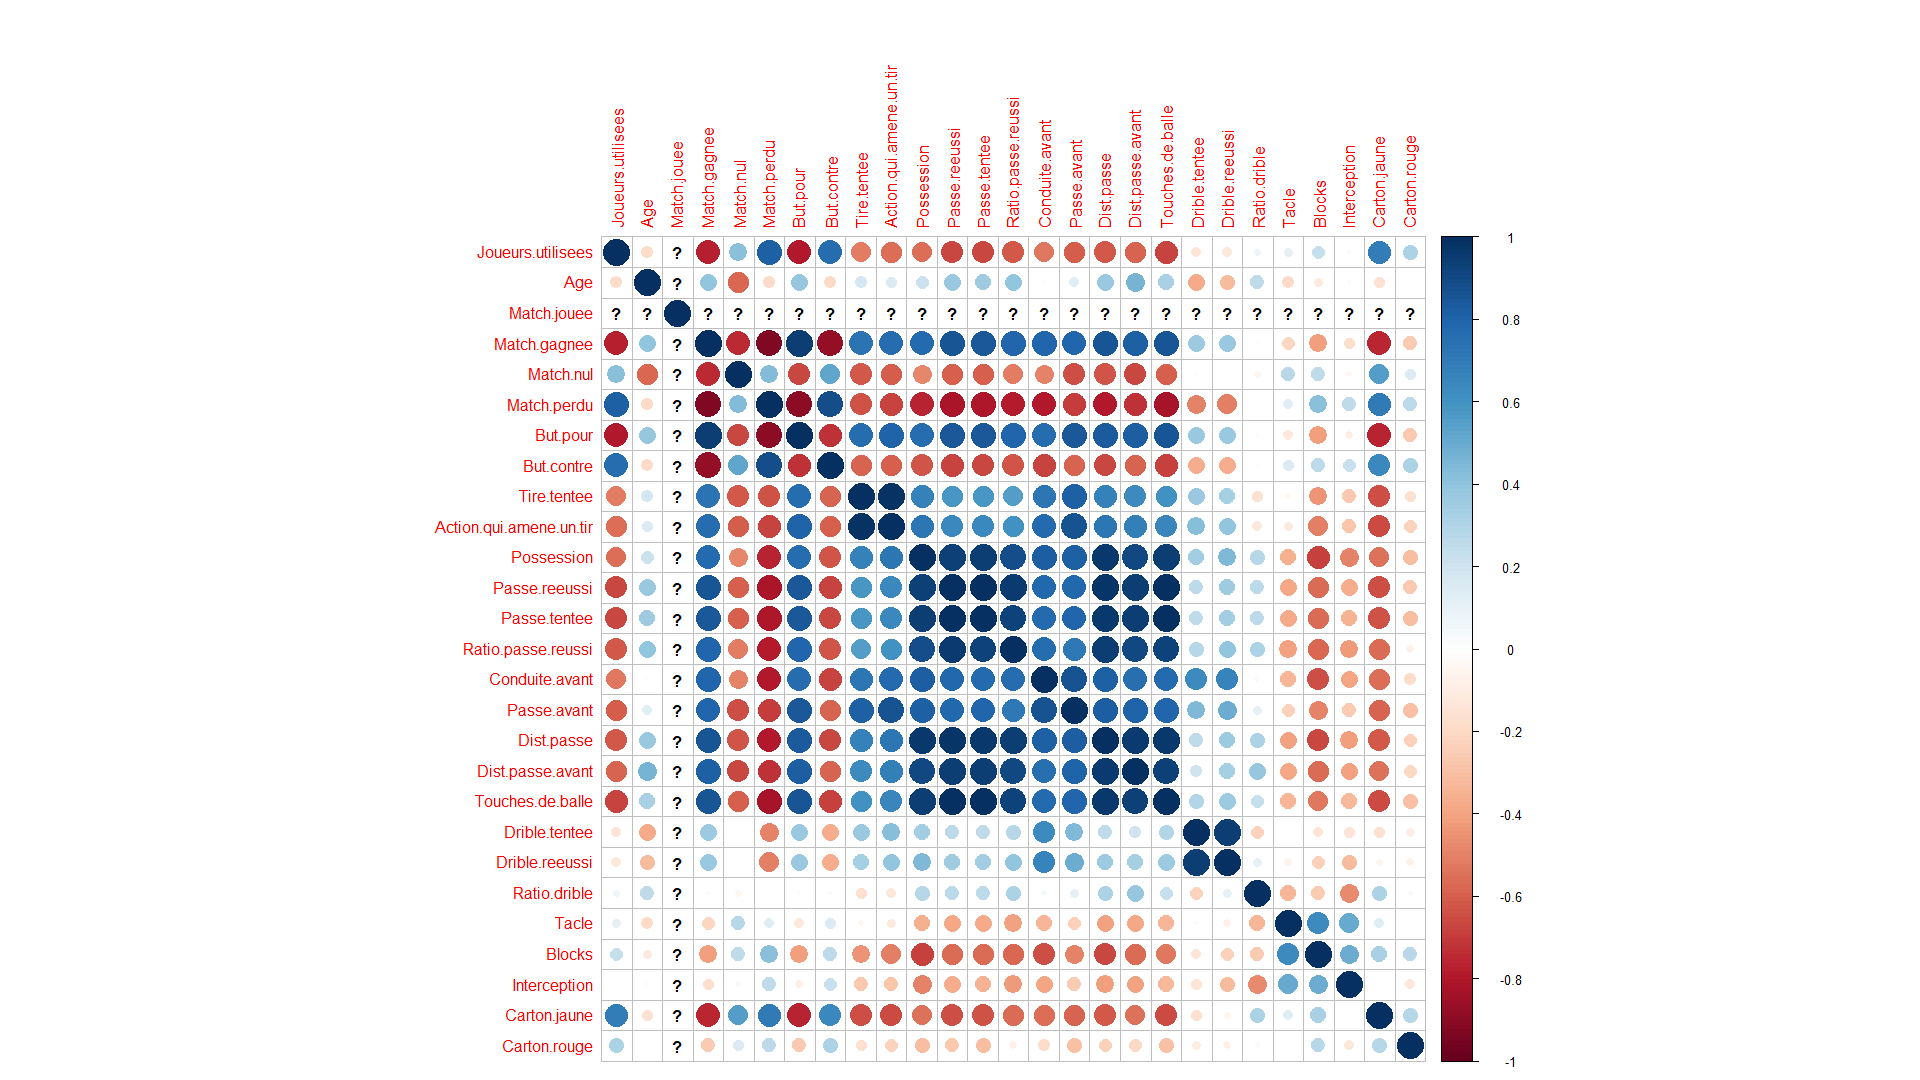 Joueurs.utilisees
Age
Match.jouee
Match.gagnee
Match.nul
Match.perdu
But.pour
But.contre
Tire.tentee
Action.qui.amene.un.tir
Possession
Passe.reeussi
Passe.tentee
Ratio.passe.reussi
Conduite.avant
Passe.avant
Dist.passe
Dist.passe.avant
Touches.de.balle
Drible.tentee
Drible.reeussi
Ratio.drible
Tacle
Blocks
Interception
Carton.jaune
Carton.rouge
Joueurs.utilisees ? 1
Age ?
Match.jouee ? ? ? ? ? ? ? ? ? ? ? ? ? ? ? ? ? ? ? ? ? ? ? ? ? ?
0.8
Match.gagnee ?
Match.nul ?
Match.perdu ? 0.6
But.pour ?
But.contre ?
0.4
Tire.tentee ?
Action.qui.amene.un.tir ?
Possession ? 0.2
Passe.reeussi ?
Passe.tentee ?
Ratio.passe.reussi ? 0
Conduite.avant ?
Passe.avant ?
-0.2
Dist.passe ?
Dist.passe.avant ?
Touches.de.balle ?
-0.4
Drible.tentee ?
Drible.reeussi ?
Ratio.drible ? -0.6
Tacle ?
Blocks ?
-0.8
Interception ?
Carton.jaune ?
Carton.rouge ?
-1